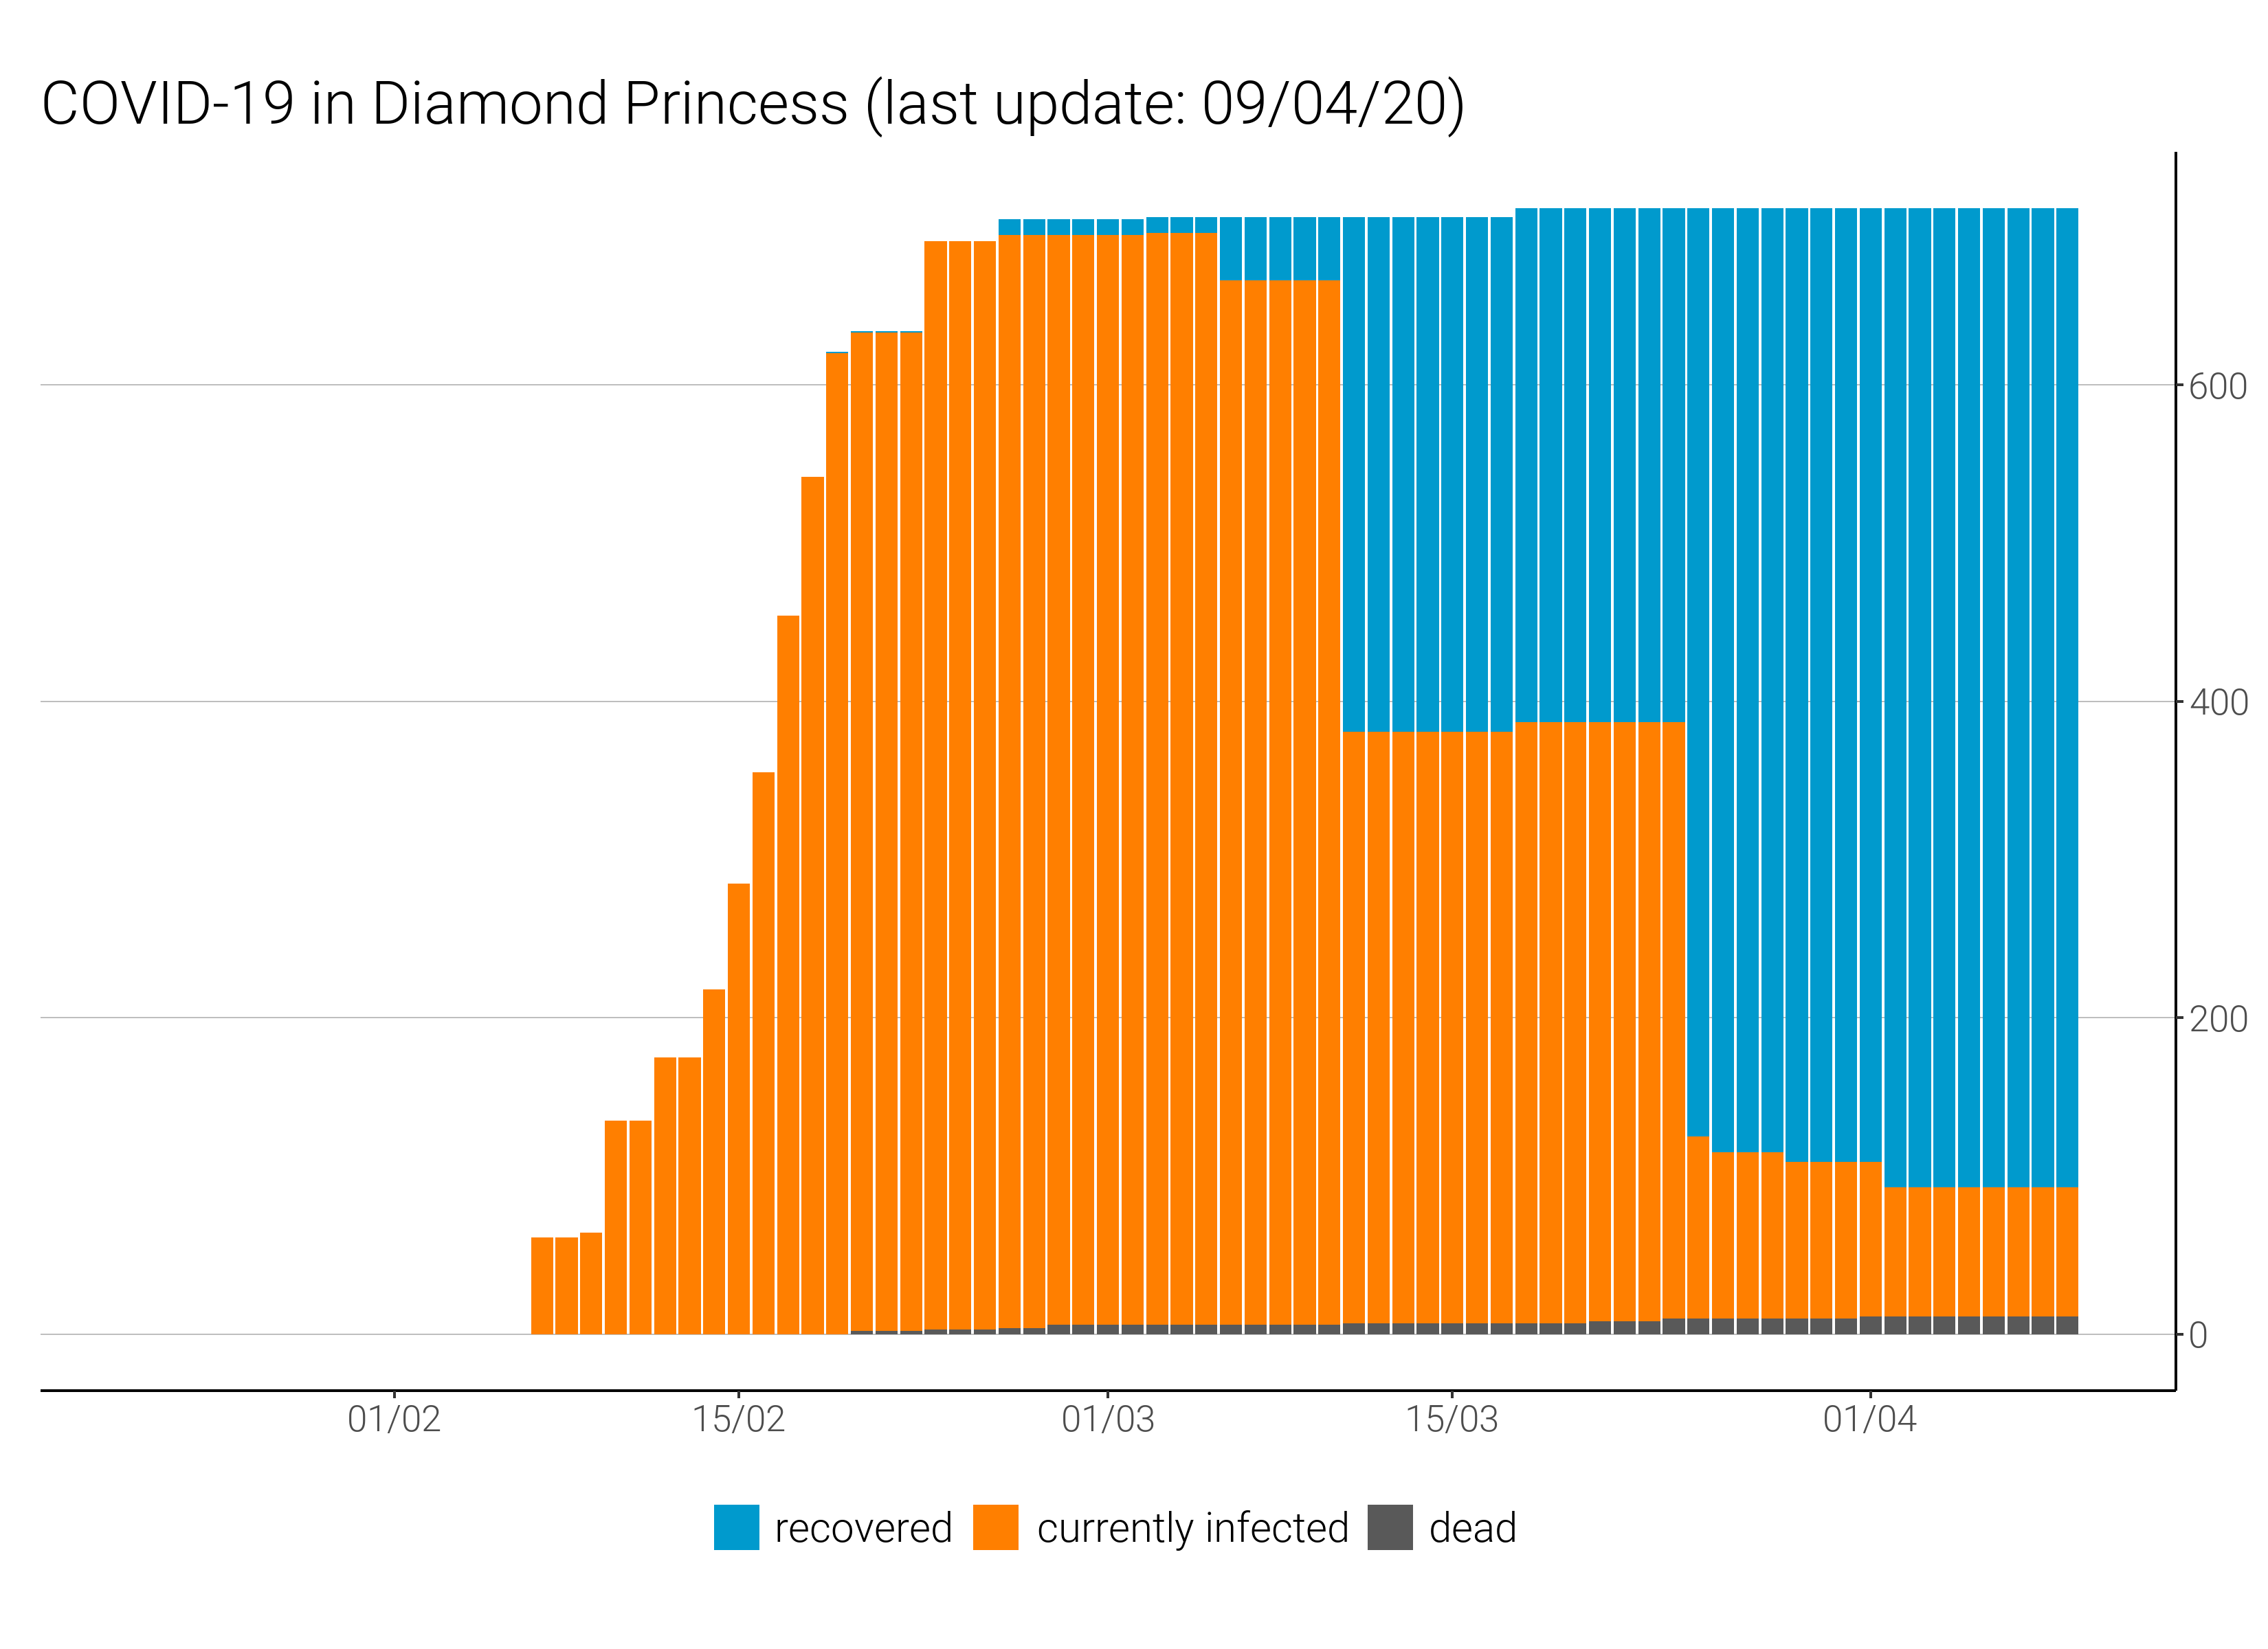 COVID-19 in Diamond Princess (last update: 09/04/20)
600
400
200
0
01/02 15/02 01/03 15/03 01/04
recovered currently infected dead